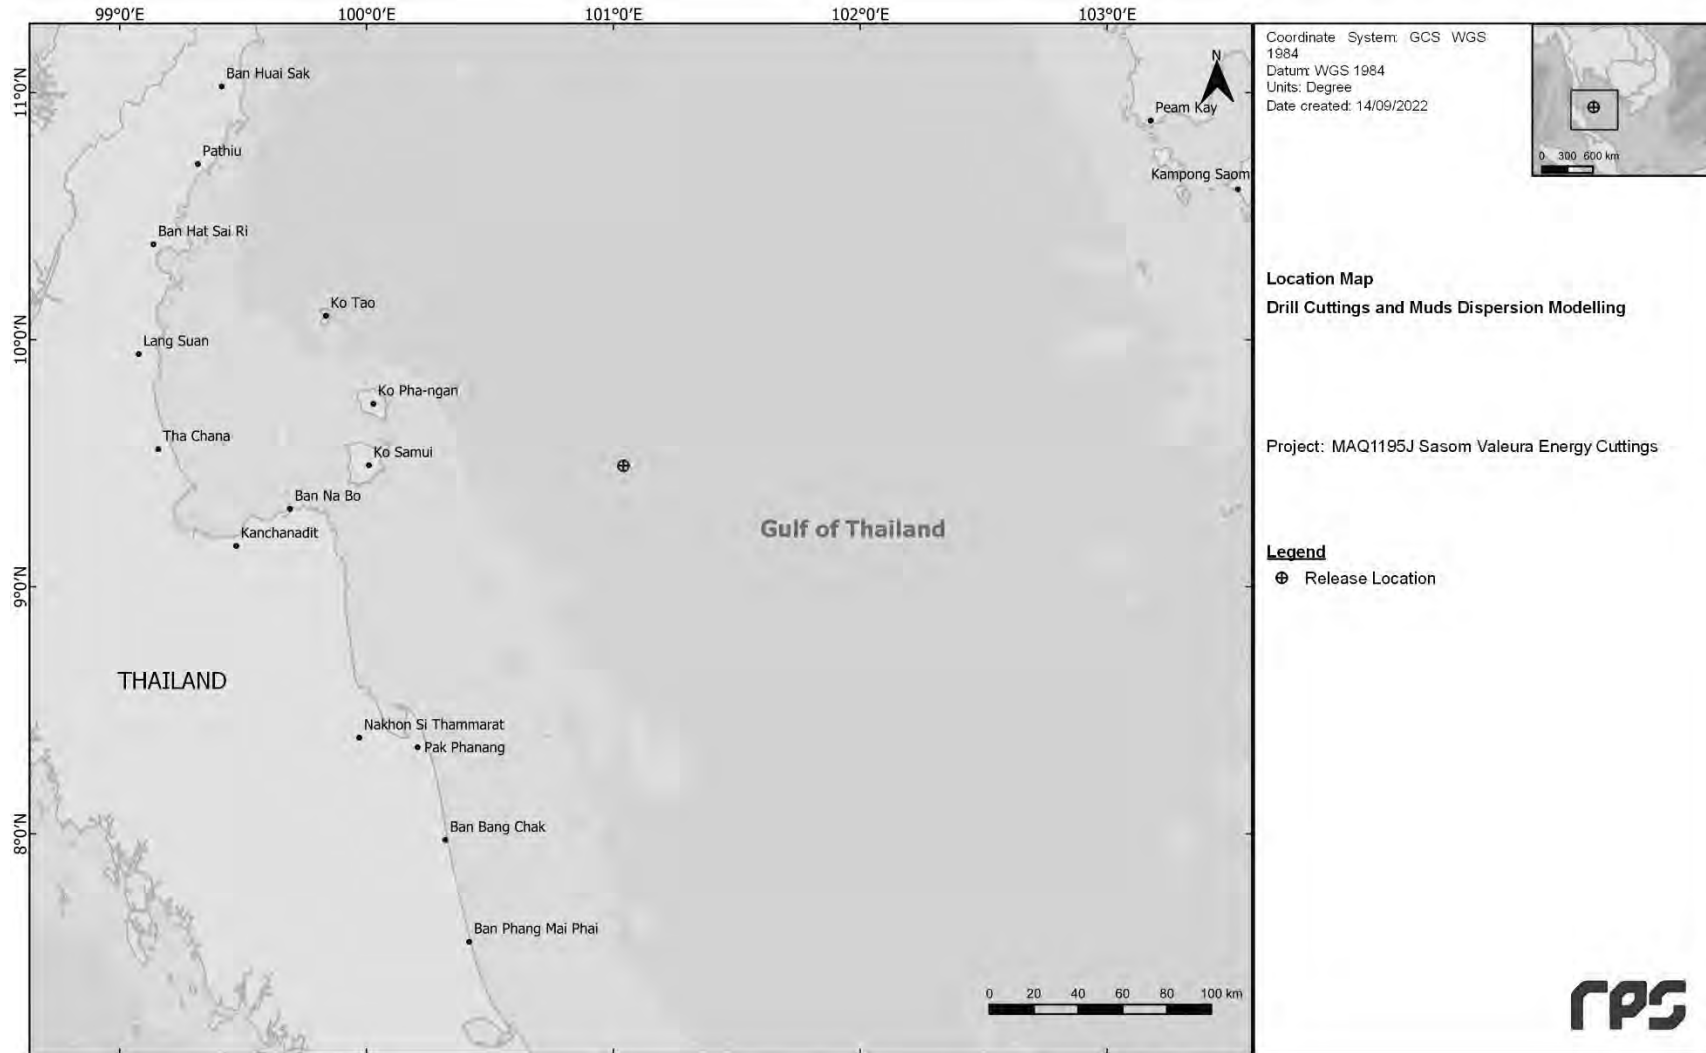 99°0'E 100°0'E 101°0'E 102°0'E 103°0'E
11°0'N
10°0'N
9°0'N
8°0'N
Ban Huai Sak
Pathiu
Ban Hat Sai Ri
Ko Tao
Lang Suan
Ko Pha-ngan
Tha Chana
Ko Samui
Ban Na Bo
Kanchanadit
THAILAND
Nakhon Si Thammarat
Pak Phanang
Ban Bang Chak
Ban Phang Mai Phai
Gulf of Thailand
N
Peam Kay
Kampong Saom
0 20 40 60 80 100 km
Coordinate System: GCS WGS
1984
Datum: WGS 1984
Units: Degree
Date created: 14/09/2022
0 300 600 km
Location Map
Drill Cuttings and Muds Dispersion Modelling
Project: MAQ1195J Sasom Valeura Energy Cuttings
Legend
Release Location
rps